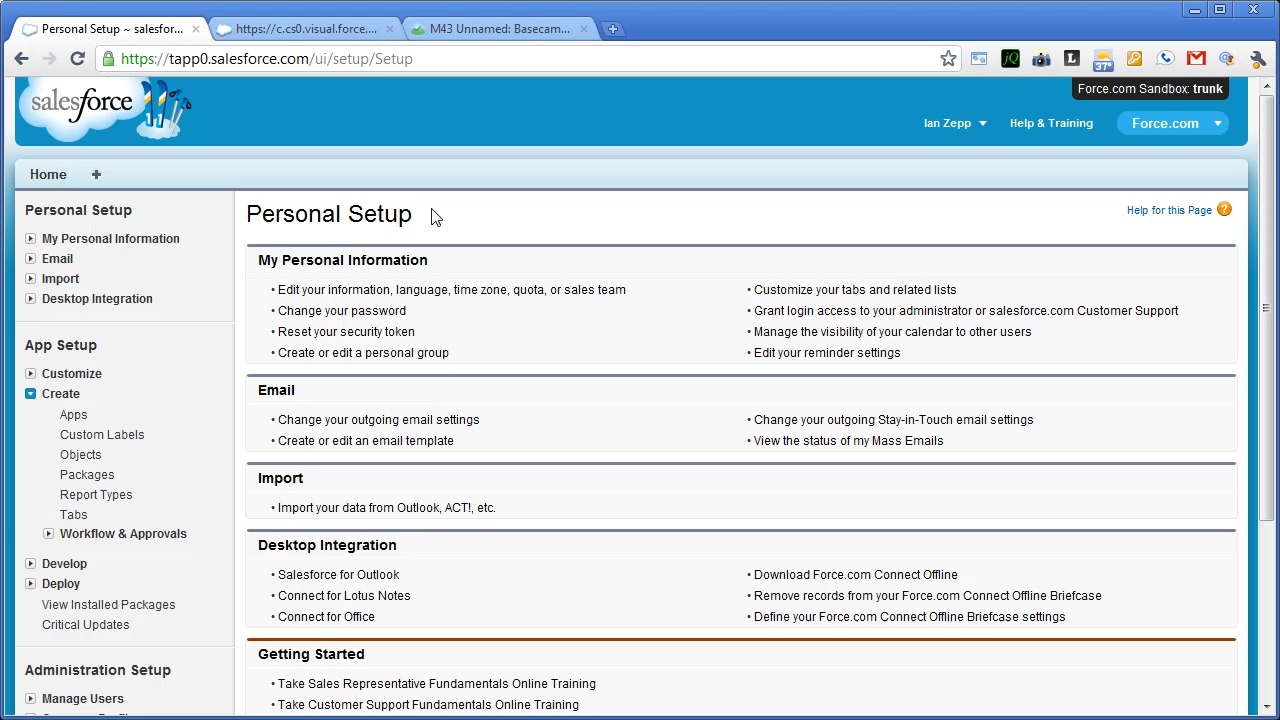 Personal Setup ~ salesfor...
https://c.cs0.visual.force....
M43 Unnamed: Basecam...
https://tapp0.salesforce.com/ui/setup/Setup
jQ
L
37°
salesforce
11
Force.com Sandbox: trunk
Ian Zepp
Help & Training
Force.com
Home
Personal Setup
My Personal Information
Email
Import
Desktop Integration
App Setup
Customize
Create
Apps
Custom Labels
Objects
Packages
Report Types
Tabs
Workflow & Approvals
Develop
Deploy
View Installed Packages
Critical Updates
Administration Setup
Manage Users
Personal Setup
Help for this Page ?
My Personal Information
• Edit your information, language, time zone, quota, or sales team
• Change your password
• Reset your security token
• Create or edit a personal group
• Customize your tabs and related lists
• Grant login access to your administrator or salesforce.com Customer Support
• Manage the visibility of your calendar to other users
• Edit your reminder settings
Email
• Change your outgoing email settings
• Create or edit an email template
• Change your outgoing Stay-in-Touch email settings
• View the status of my Mass Emails
Import
• Import your data from Outlook, ACT!, etc.
Desktop Integration
• Salesforce for Outlook
• Connect for Lotus Notes
• Connect for Office
• Download Force.com Connect Offline
• Remove records from your Force.com Connect Offline Briefcase
• Define your Force.com Connect Offline Briefcase settings
Getting Started
• Take Sales Representative Fundamentals Online Training
• Take Customer Support Fundamentals Online Training